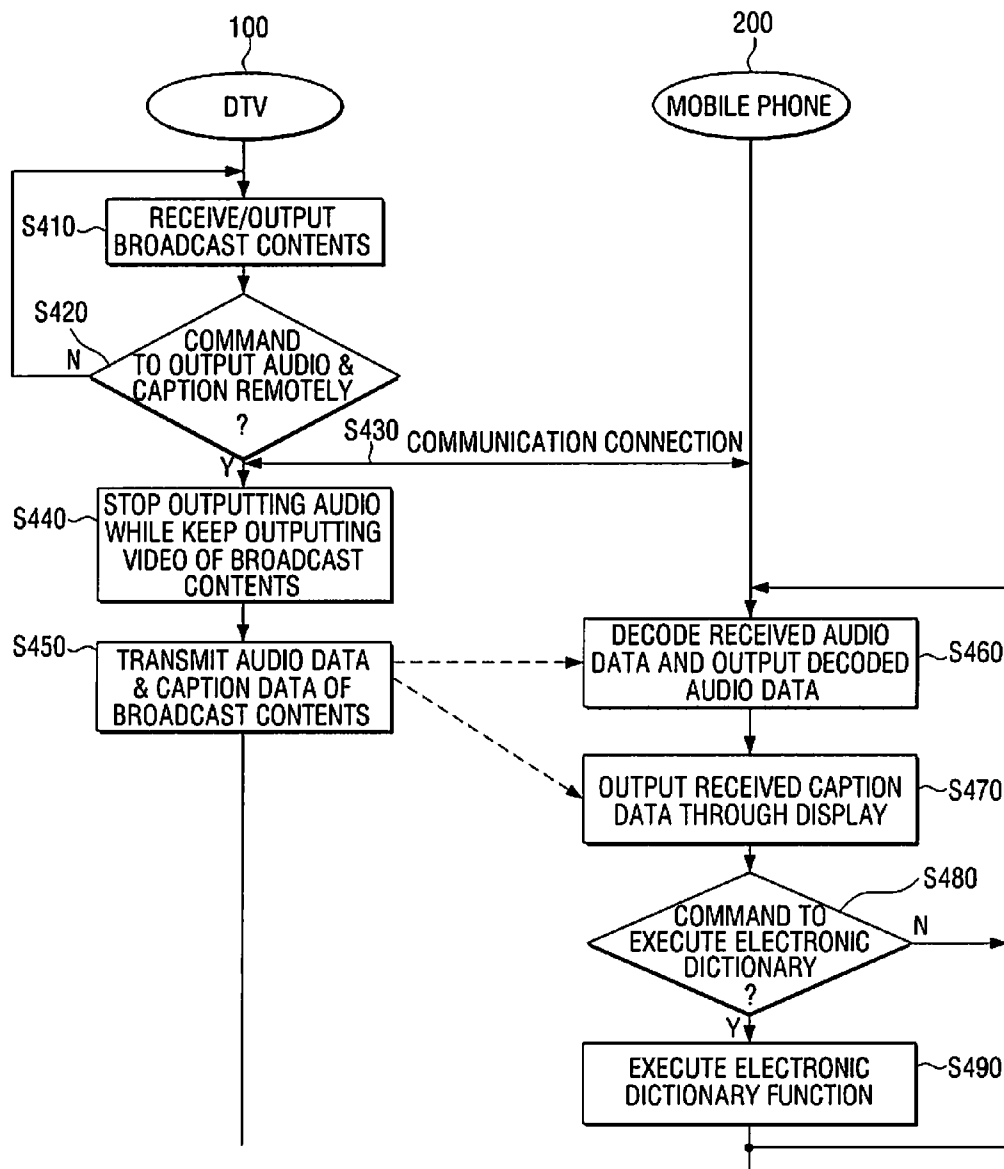 100
200
DTV
MOBILE PHONE
S410
RECEIVE/OUTPUT
BROADCAST CONTENTS
S420
COMMAND
TO OUTPUT AUDIO &
CAPTION REMOTELY
?
N
Y
S430
COMMUNICATION CONNECTION
S440
STOP OUTPUTTING AUDIO
WHILE KEEP OUTPUTTING
VIDEO OF BROADCAST
CONTENTS
S450
TRANSMIT AUDIO DATA
& CAPTION DATA OF
BROADCAST CONTENTS
DECODE RECEIVED AUDIO
DATA AND OUTPUT DECODED
AUDIO DATA
S460
OUTPUT RECEIVED CAPTION
DATA THROUGH DISPLAY
S470
S480
COMMAND TO
EXECUTE ELECTRONIC
DICTIONARY
?
N
Y
EXECUTE ELECTRONIC
DICTIONARY FUNCTION
S490